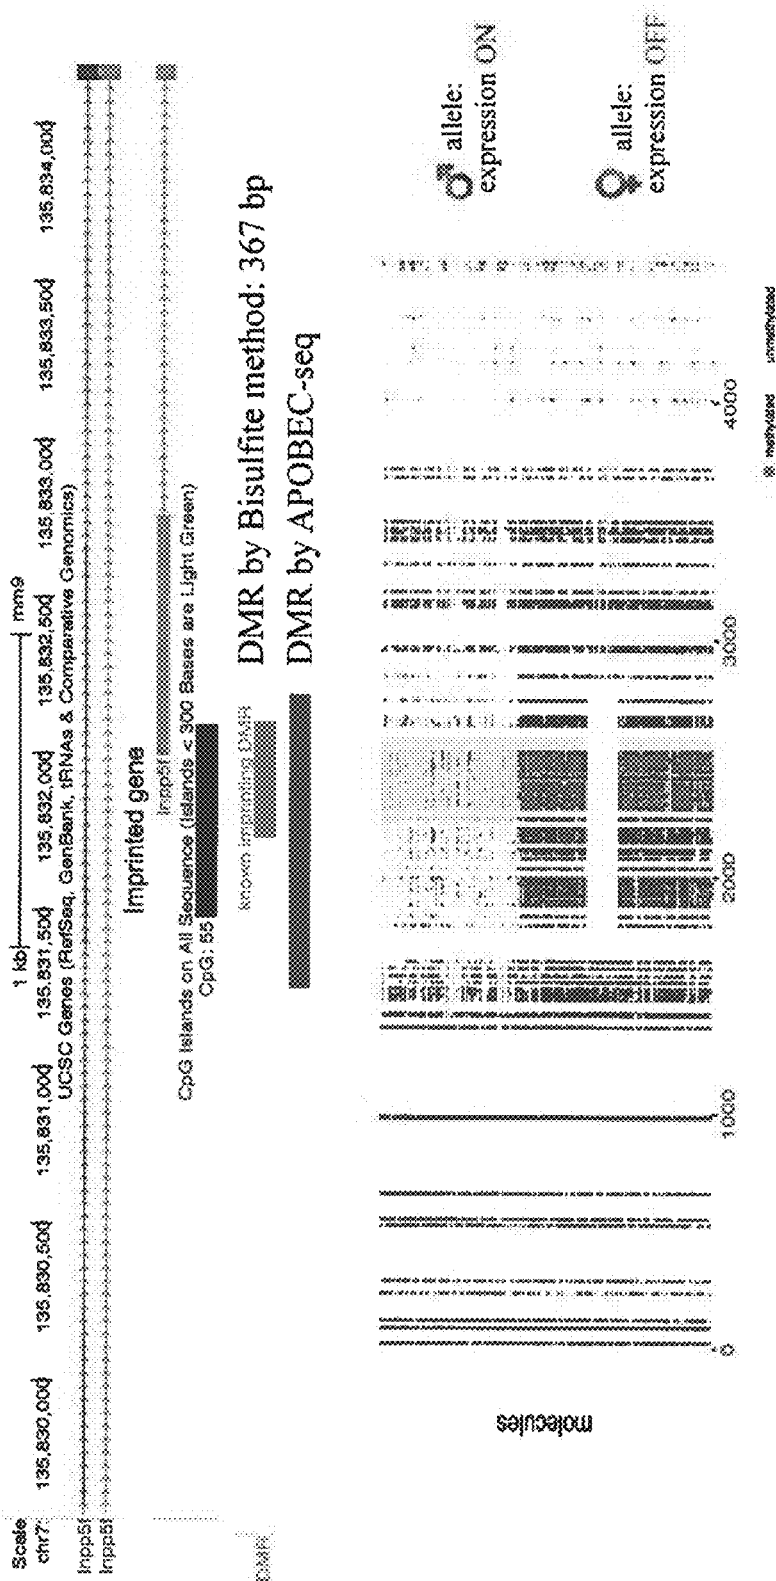 Scale
1 kb
mm9
chr7:
135,830,000
135,830,500
135,831,000
135,831,500
135,832,000
135,832,500
135,833,000
135,833,500
135,834,000
UCSC Genes (RefSeq, GenBank, tRNAs & Comparative Genomics)
Inpp5f
Inpp5f
Imprinted gene
Inpp5f
CpG Islands on All Sequence (Islands < 300 Bases are Light Green)
CpG: 55
known imprinting DMR
DMR
DMR by Bisulfite method: 367 bp
DMR by APOBEC-seq
molecules
♂ allele:
expression ON
♀ allele:
expression OFF
0
1000
2000
3000
4000
methylated
unmethylated